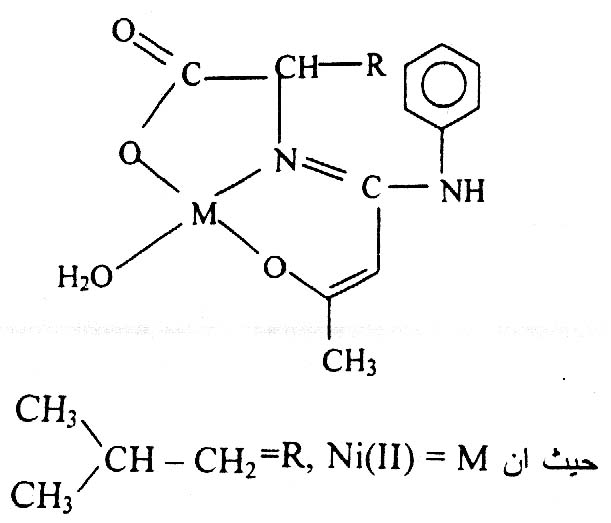 O
C
CH
R
O
N
C
NH
M
H₂O
O
CH₃
CH₃
CH – CH₂=R, Ni(II) = M حيث ان
CH₃